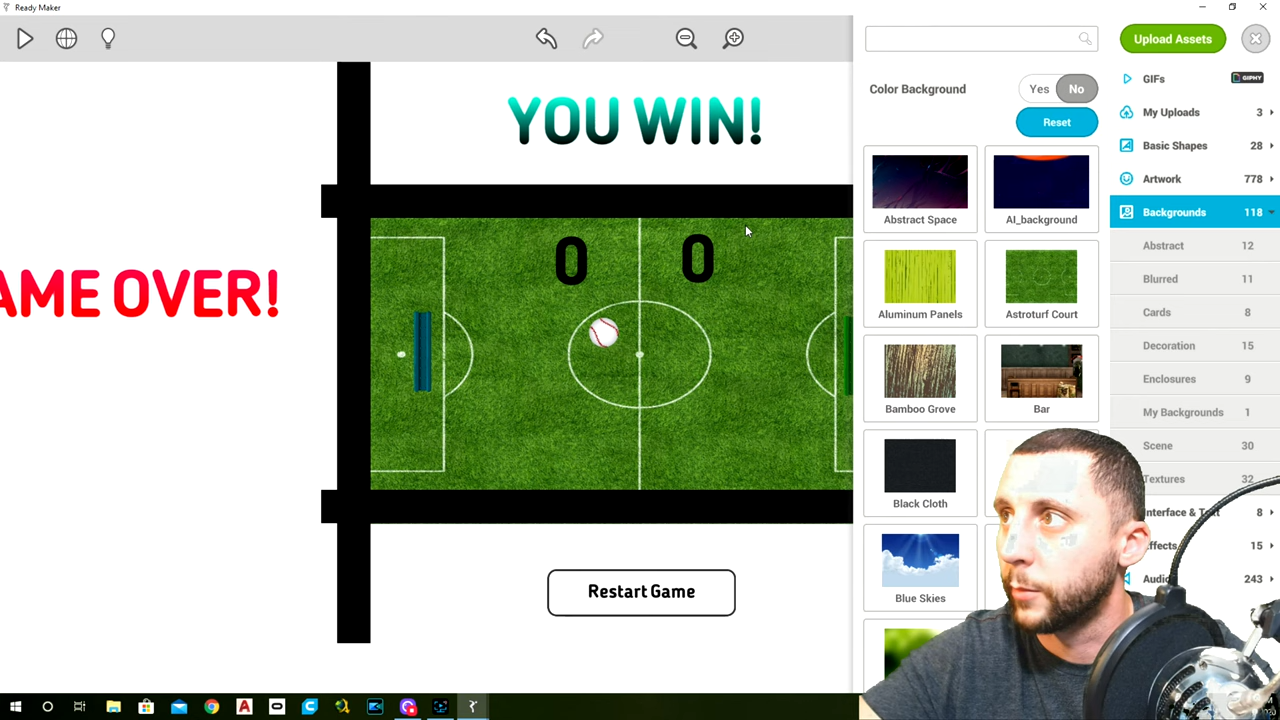 Ready Maker
Upload Assets
Color Background
Yes
No
Reset
GIFs
GIPHY
My Uploads 3
Basic Shapes 28
Artwork 778
Backgrounds 118
Abstract 12
Blurred 11
Cards 8
Decoration 15
Enclosures 9
My Backgrounds 1
Scene 30
Textures 32
Interface & Text 8
Effects 15
Audio 243
Abstract Space
AI_background
Aluminum Panels
Astroturf Court
Bamboo Grove
Bar
Black Cloth
Blue Skies
YOU WIN!
AME OVER!
0 0
Restart Game